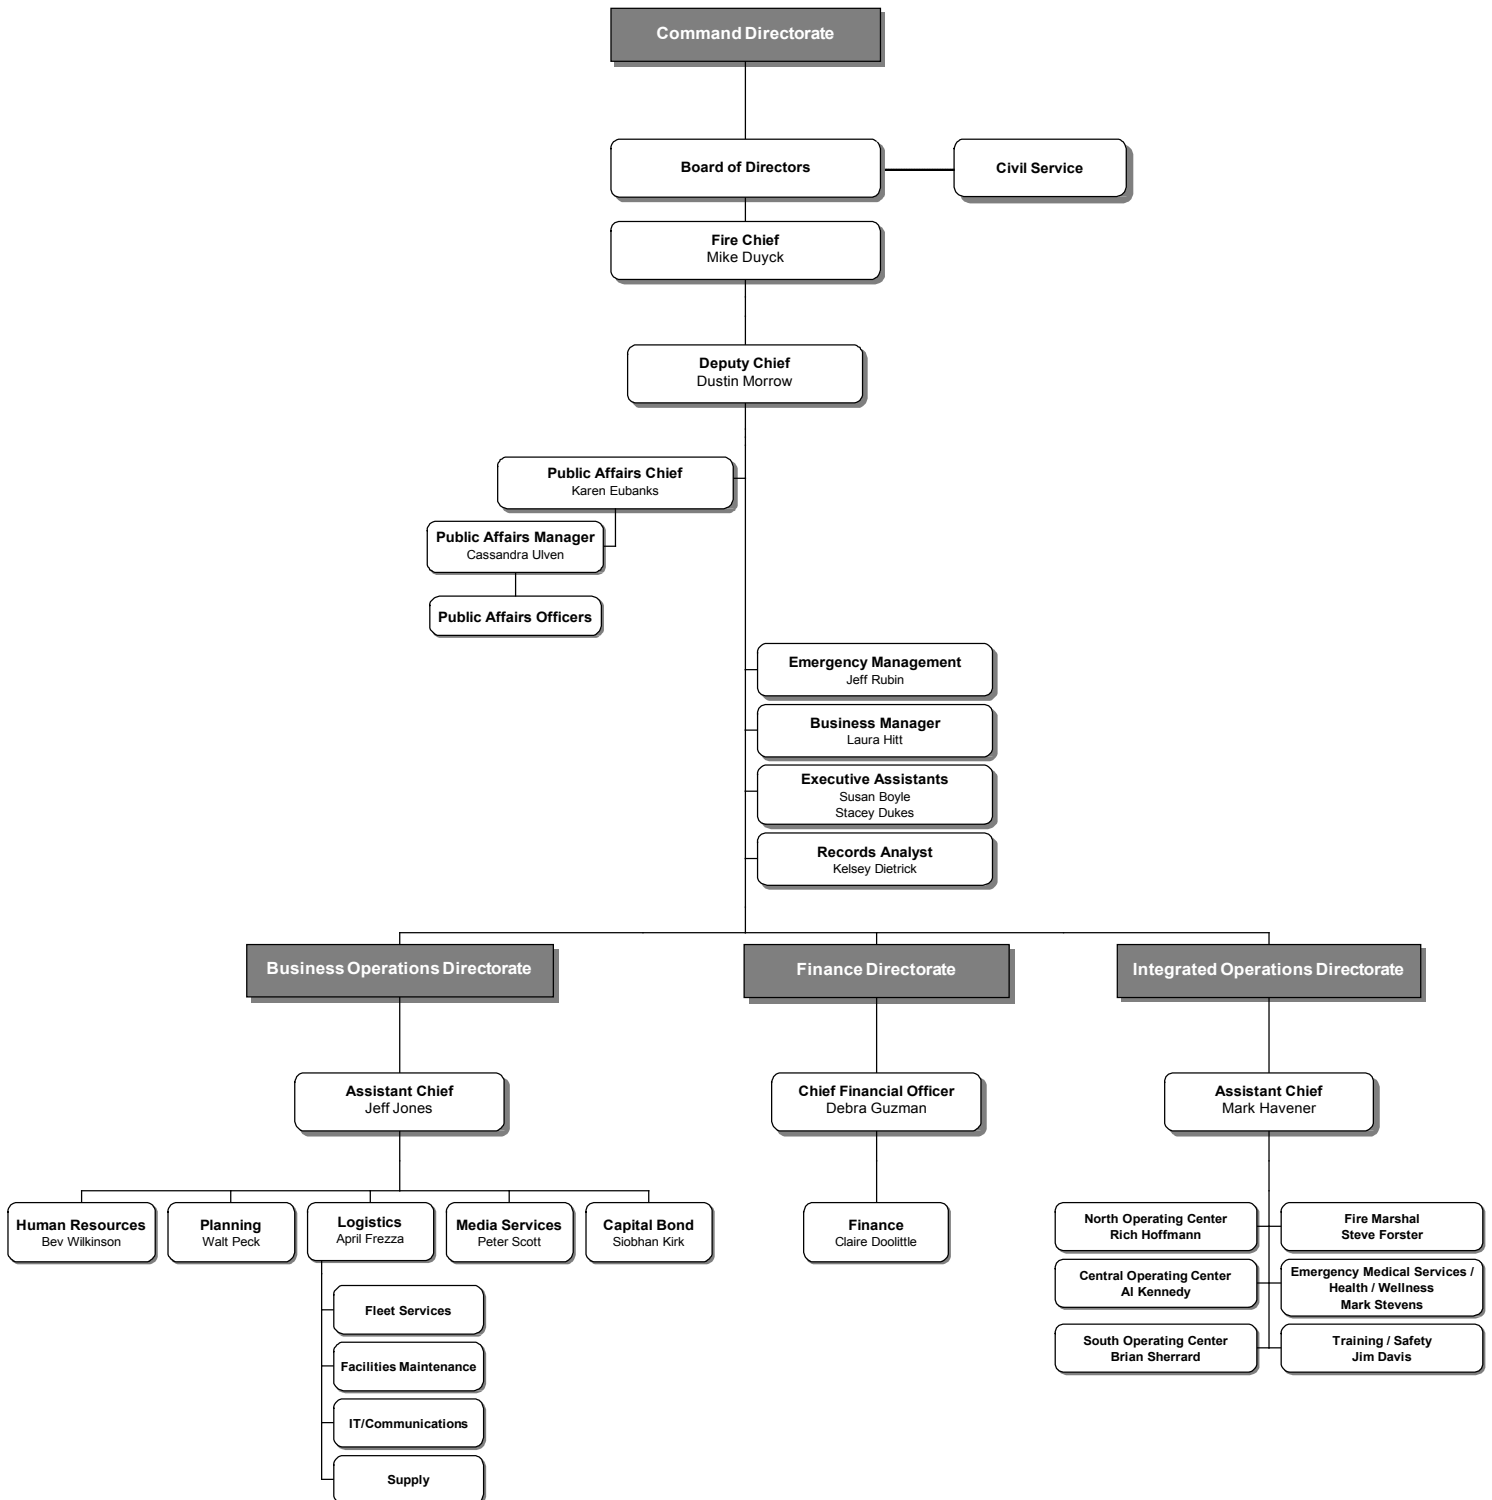 Command Directorate
Board of Directors
Civil Service
Fire Chief
Mike Duyck
Deputy Chief
Dustin Morrow
Public Affairs Chief
Karen Eubanks
Public Affairs Manager
Cassandra Ulven
Public Affairs Officers
Emergency Management
Jeff Rubin
Business Manager
Laura Hitt
Executive Assistants
Susan Boyle
Stacey Dukes
Records Analyst
Kelsey Dietrick
Business Operations Directorate
Finance Directorate
Integrated Operations Directorate
Assistant Chief
Jeff Jones
Chief Financial Officer
Debra Guzman
Assistant Chief
Mark Havener
Human Resources
Bev Wilkinson
Planning
Walt Peck
Logistics
April Frezza
Media Services
Peter Scott
Capital Bond
Siobhan Kirk
Finance
Claire Doolittle
North Operating Center
Rich Hoffmann
Fire Marshal
Steve Forster
Central Operating Center
Al Kennedy
Emergency Medical Services /
Health / Wellness
Mark Stevens
South Operating Center
Brian Sherrard
Training / Safety
Jim Davis
Fleet Services
Facilities Maintenance
IT/Communications
Supply